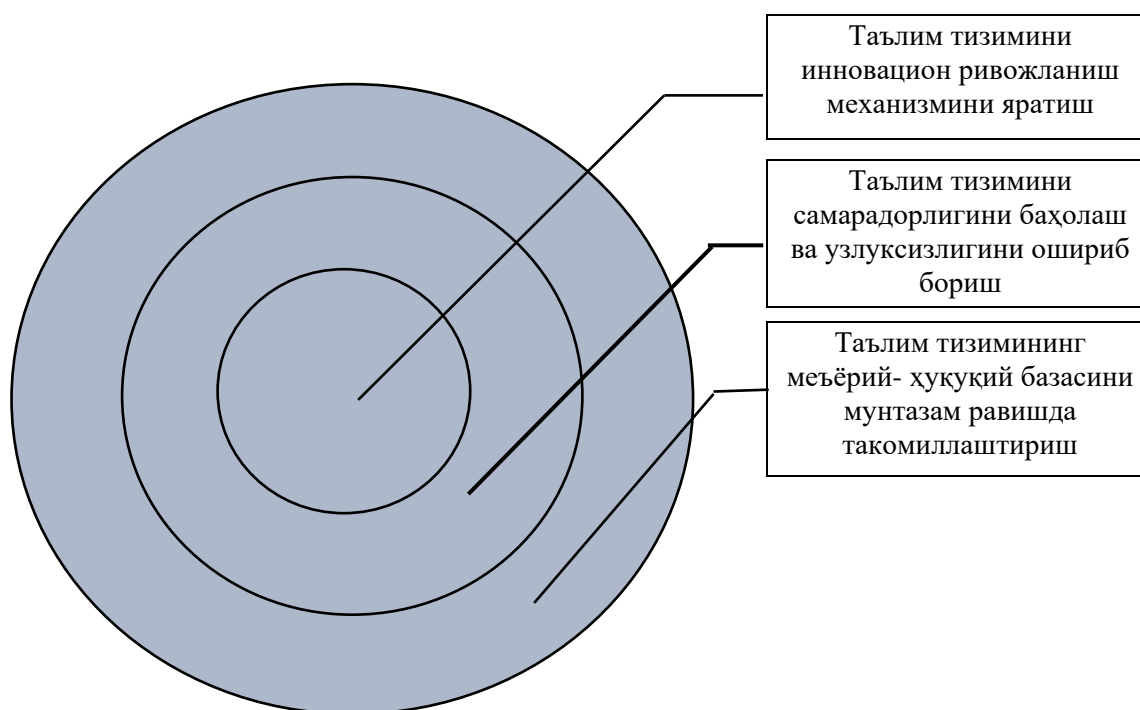 Таълим тизимини
инновацион ривожланиш
механизмини яратиш
Таълим тизимини
самарадорлигини баҳолаш
ва узлуксизлигини ошириб
бориш
Таълим тизимининг
меъёрий- ҳуқуқий базасини
мунтазам равишда
такомиллаштириш